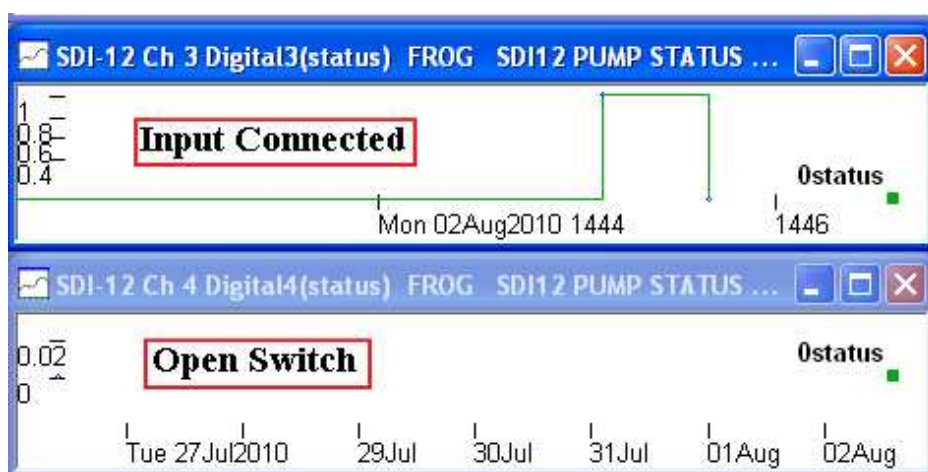 SDI-12 Ch 3 Digital3(status) FROG SDI12 PUMP STATUS ...
1
0.8
0.6
0.4
Input Connected
0status
Mon 02Aug2010 1444
1446
SDI-12 Ch 4 Digital4(status) FROG SDI12 PUMP STATUS ...
0.02
0
Open Switch
0status
Tue 27Jul2010 29Jul 30Jul 31Jul 01Aug 02Aug